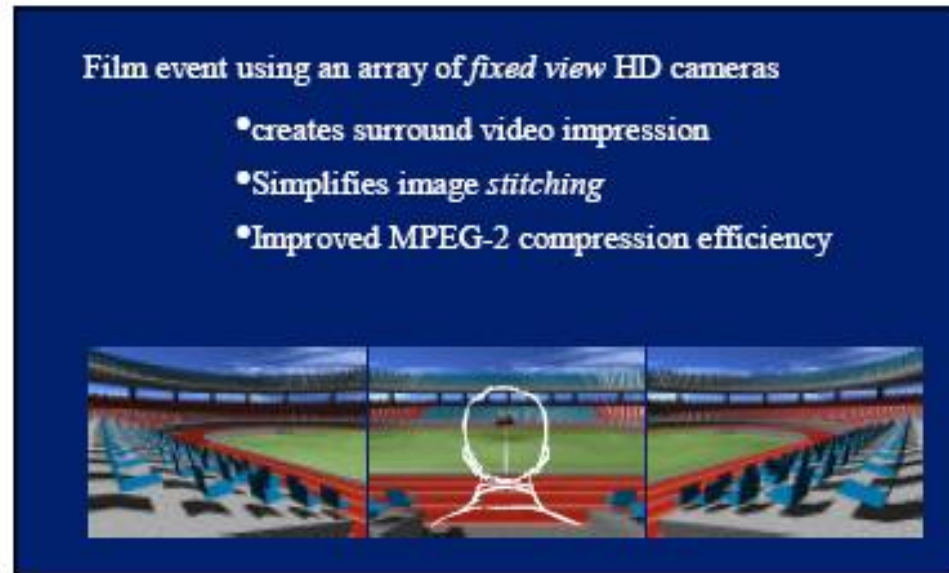 Film event using an array of fixed view HD cameras
•creates surround video impression
•Simplifies image stitching
•Improved MPEG-2 compression efficiency